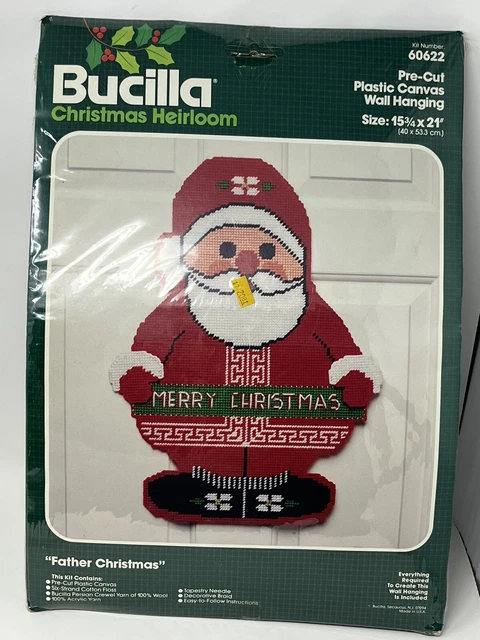 Kit Number:
60622
Bucilla®
Christmas Heirloom
Pre-Cut
Plastic Canvas
Wall Hanging
Size: 15¾ x 21"
(40 x 53.3 cm.)
MERRY CHRISTMAS
"Father Christmas"
This Kit Contains:
● Pre-Cut Plastic Canvas
● Six-Strand Cotton Floss
● Bucilla Persian Crewel Yarn of 100% Wool
● 100% Acrylic Yarn
● Tapestry Needle
● Decorative Braid
● Easy-to-Follow Instructions
Everything
Required
To Create This
Wall Hanging
Is Included
Bucilla, Secaucus, N.J. 07094
Made in U.S.A.